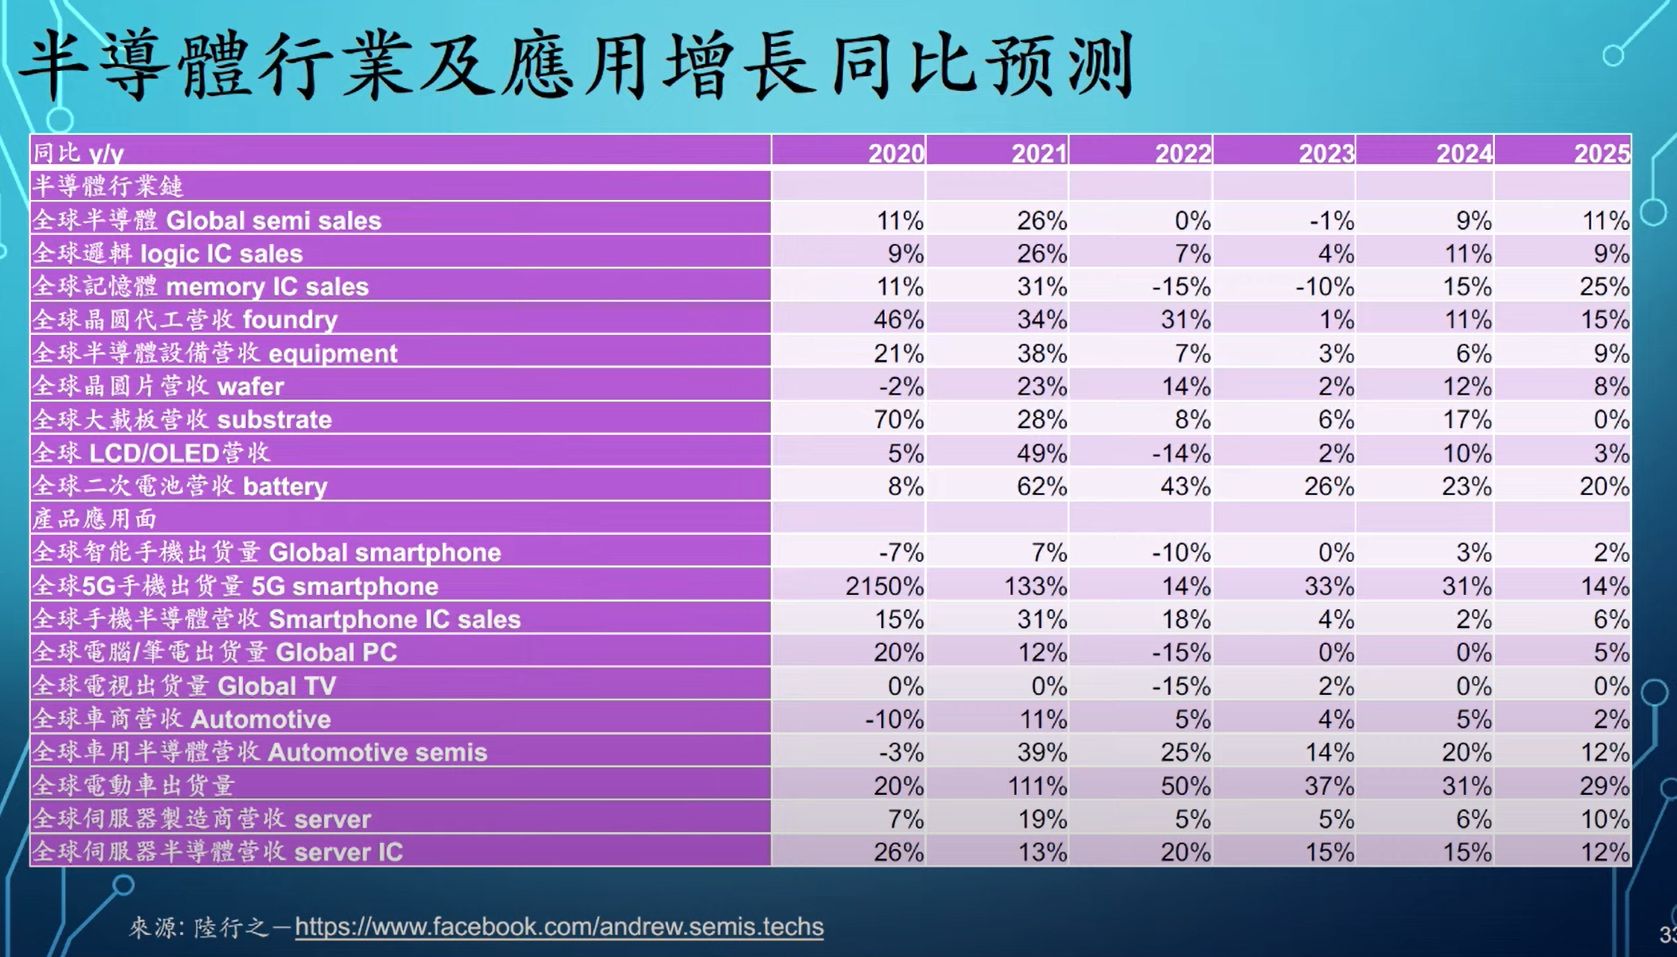 半導體行業及應用增長同比预测
同比 y/y 2020 2021 2022 2023 2024 2025
半導體行業鏈
全球半導體 Global semi sales 11% 26% 0% -1% 9% 11%
全球邏輯 logic IC sales 9% 26% 7% 4% 11% 9%
全球記憶體 memory IC sales 11% 31% -15% -10% 15% 25%
全球晶圆代工营收 foundry 46% 34% 31% 1% 11% 15%
全球半導體設備营收 equipment 21% 38% 7% 3% 6% 9%
全球晶圓片营收 wafer -2% 23% 14% 2% 12% 8%
全球大載板营收 substrate 70% 28% 8% 6% 17% 0%
全球 LCD/OLED营收 5% 49% -14% 2% 10% 3%
全球二次電池营收 battery 8% 62% 43% 26% 23% 20%
產品應用面
全球智能手機出货量 Global smartphone -7% 7% -10% 0% 3% 2%
全球5G手機出货量 5G smartphone 2150% 133% 14% 33% 31% 14%
全球手機半導體营收 Smartphone IC sales 15% 31% 18% 4% 2% 6%
全球電腦/筆電出货量 Global PC 20% 12% -15% 0% 0% 5%
全球電視出货量 Global TV 0% 0% -15% 2% 0% 0%
全球車商营收 Automotive -10% 11% 5% 4% 5% 2%
全球車用半導體营收 Automotive semis -3% 39% 25% 14% 20% 12%
全球電動車出货量 20% 111% 50% 37% 31% 29%
全球伺服器製造商营收 server 7% 19% 5% 5% 6% 10%
全球伺服器半導體营收 server IC 26% 13% 20% 15% 15% 12%
來源: 陸行之－https://www.facebook.com/andrew.semis.techs
33